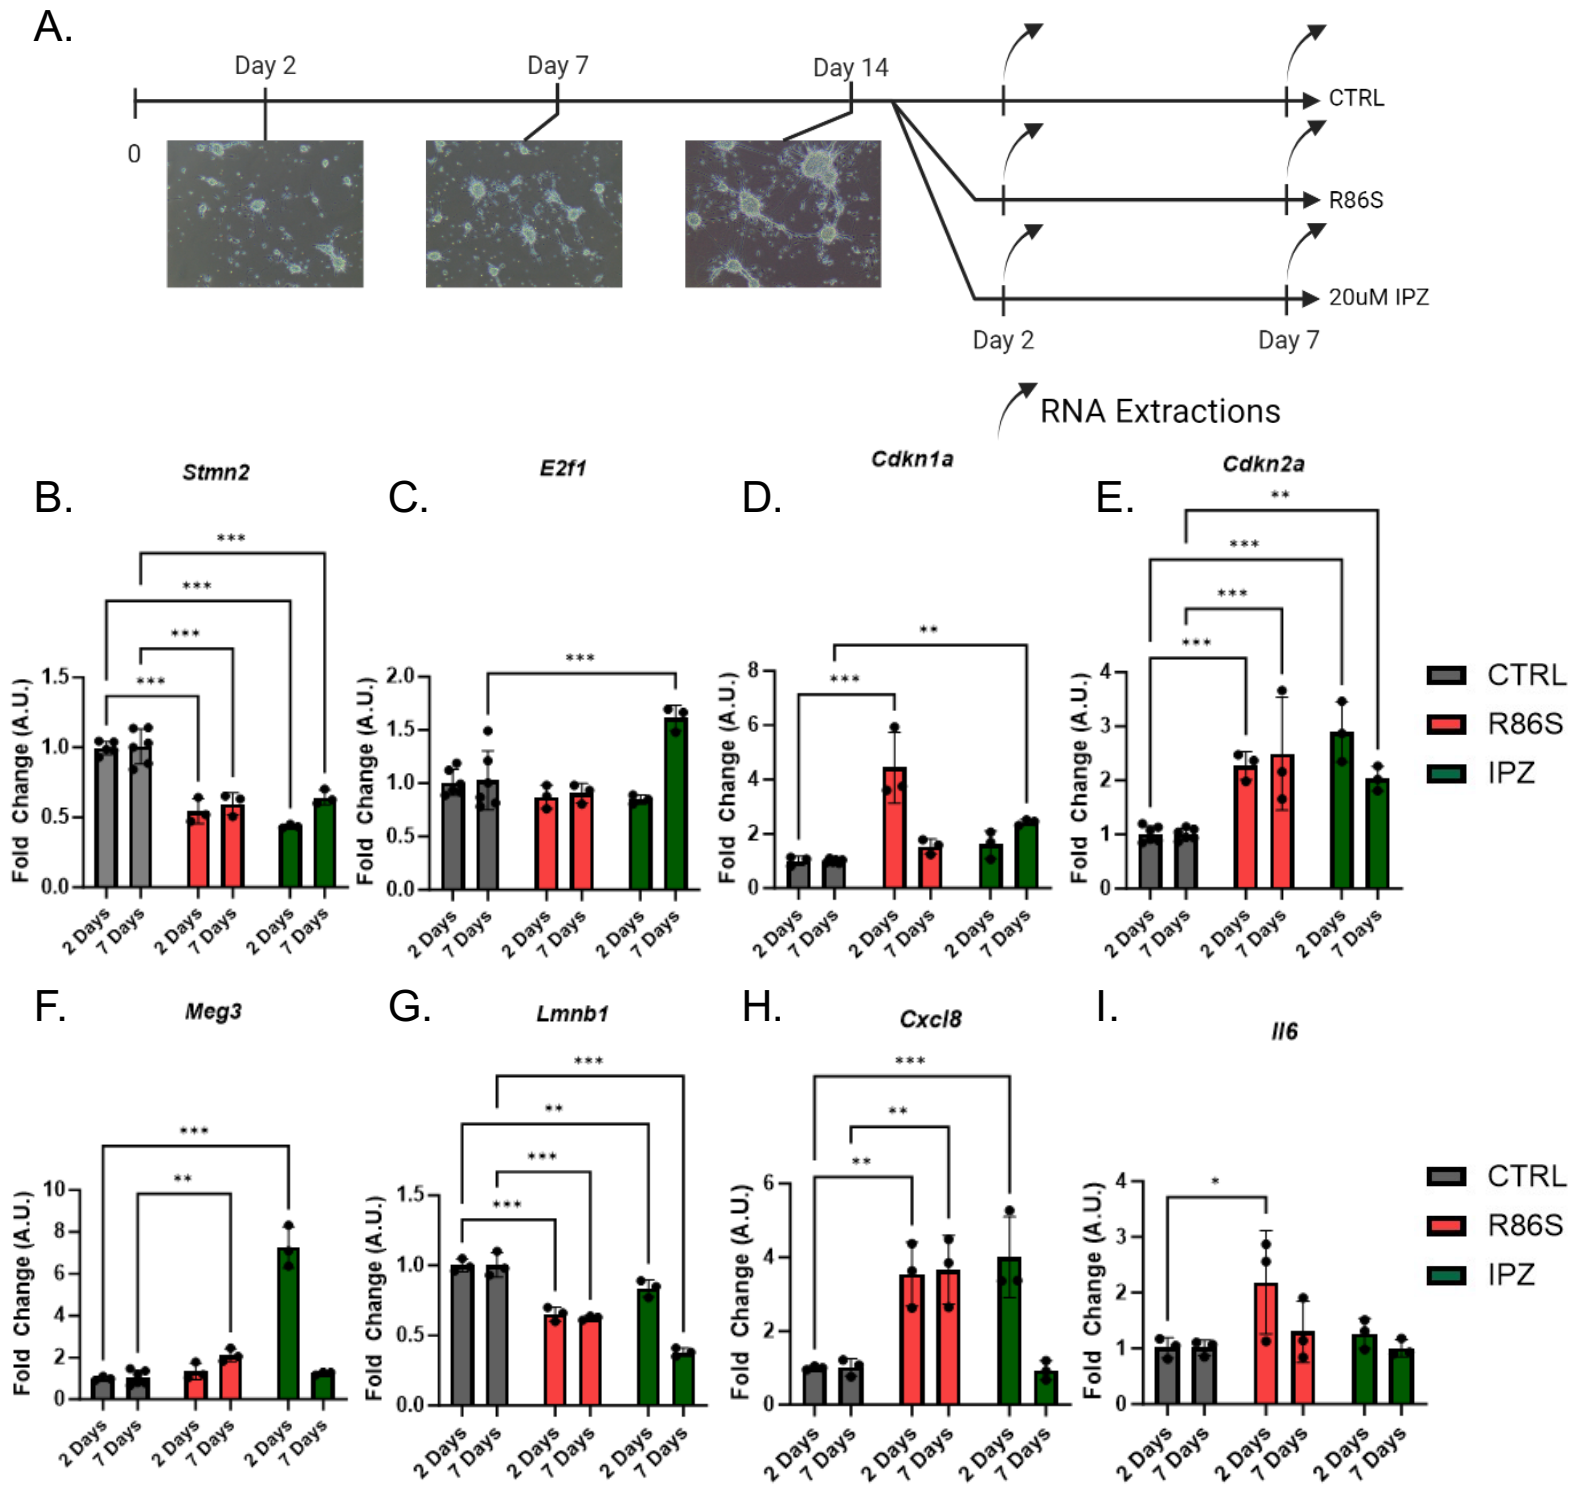 A.
Day 2
Day 7
Day 14
0
CTRL
R86S
20uM IPZ
Day 2
Day 7
RNA Extractions
B.
Stmn2
Fold Change (A.U.)
1.5
1.0
0.5
0.0
***
***
***
***
2 Days
7 Days
2 Days
7 Days
2 Days
7 Days
C.
E2f1
Fold Change (A.U.)
2.0
1.5
1.0
0.5
0.0
***
2 Days
7 Days
2 Days
7 Days
2 Days
7 Days
D.
Cdkn1a
Fold Change (A.U.)
8
6
4
2
0
**
***
2 Days
7 Days
2 Days
7 Days
2 Days
7 Days
E.
Cdkn2a
Fold Change (A.U.)
4
3
2
1
0
**
***
***
***
2 Days
7 Days
2 Days
7 Days
2 Days
7 Days
CTRL
R86S
IPZ
F.
Meg3
Fold Change (A.U.)
10
8
6
4
2
0
***
**
2 Days
7 Days
2 Days
7 Days
2 Days
7 Days
G.
Lmnb1
Fold Change (A.U.)
1.5
1.0
0.5
0.0
***
**
***
***
2 Days
7 Days
2 Days
7 Days
2 Days
7 Days
H.
Cxcl8
Fold Change (A.U.)
6
4
2
0
***
**
**
2 Days
7 Days
2 Days
7 Days
2 Days
7 Days
I.
Il6
Fold Change (A.U.)
4
3
2
1
0
*
2 Days
7 Days
2 Days
7 Days
2 Days
7 Days
CTRL
R86S
IPZ